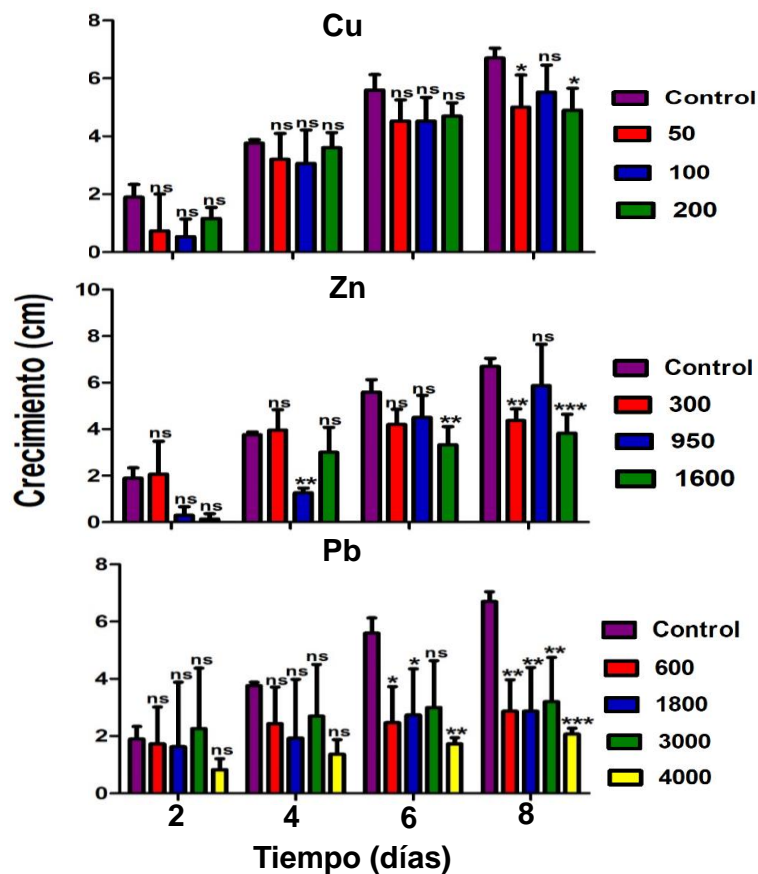 Cu
8
6
4
2
0
ns
ns
ns
ns
ns
ns
ns
ns
ns
*
ns
*
Control
50
100
200
Crecimiento (cm)
Zn
10
8
6
4
2
0
ns
ns
ns
ns
**
ns
ns
**
**
ns
***
Control
300
950
1600
Pb
8
6
4
2
0
ns
ns
ns
ns
ns
ns
ns
*
*
ns
**
**
**
**
***
Control
600
1800
3000
4000
2
4
6
8
Tiempo (días)